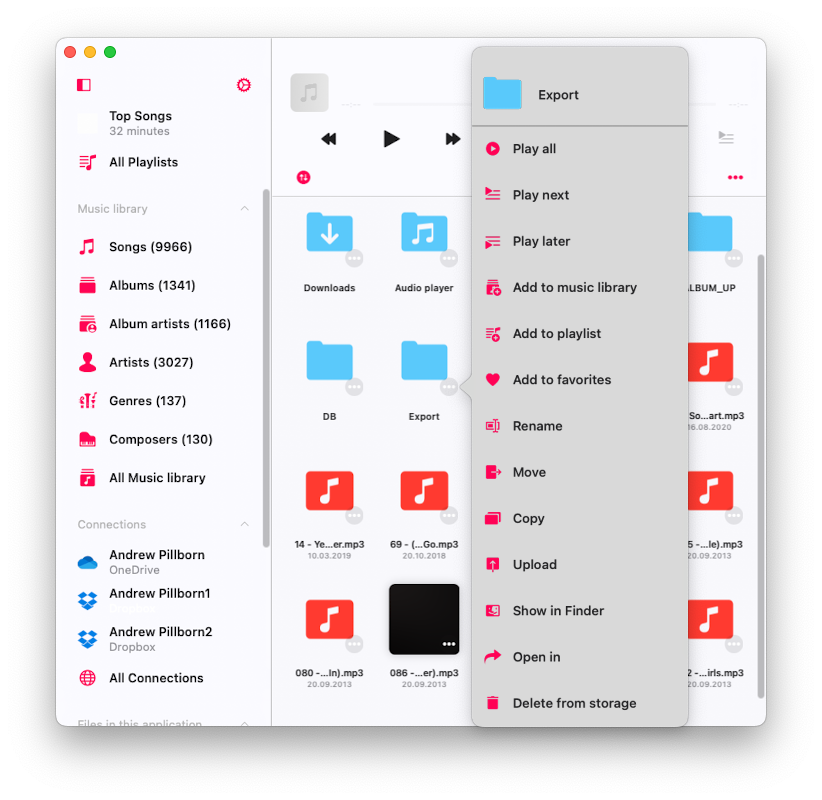 Top Songs
32 minutes
All Playlists
Music library
Songs (9966)
Albums (1341)
Album artists (1166)
Artists (3027)
Genres (137)
Composers (130)
All Music library
Connections
Andrew Pillborn
OneDrive
Andrew Pillborn1
Andrew Pillborn2
Dropbox
All Connections
Files in this application
--:--
--:--
Downloads
Audio player
LBUM_UP
DB
Export
So...art.mp3
16.08.2020
14 - Ye...er.mp3
10.03.2019
69 - (...Go.mp3
20.10.2018
5 - ...le).mp3
20.09.2013
080 -...In).mp3
20.09.2013
086 -...er).mp3
20.09.2013
2 -...irls.mp3
20.09.2013
Export
Play all
Play next
Play later
Add to music library
Add to playlist
Add to favorites
Rename
Move
Copy
Upload
Show in Finder
Open in
Delete from storage